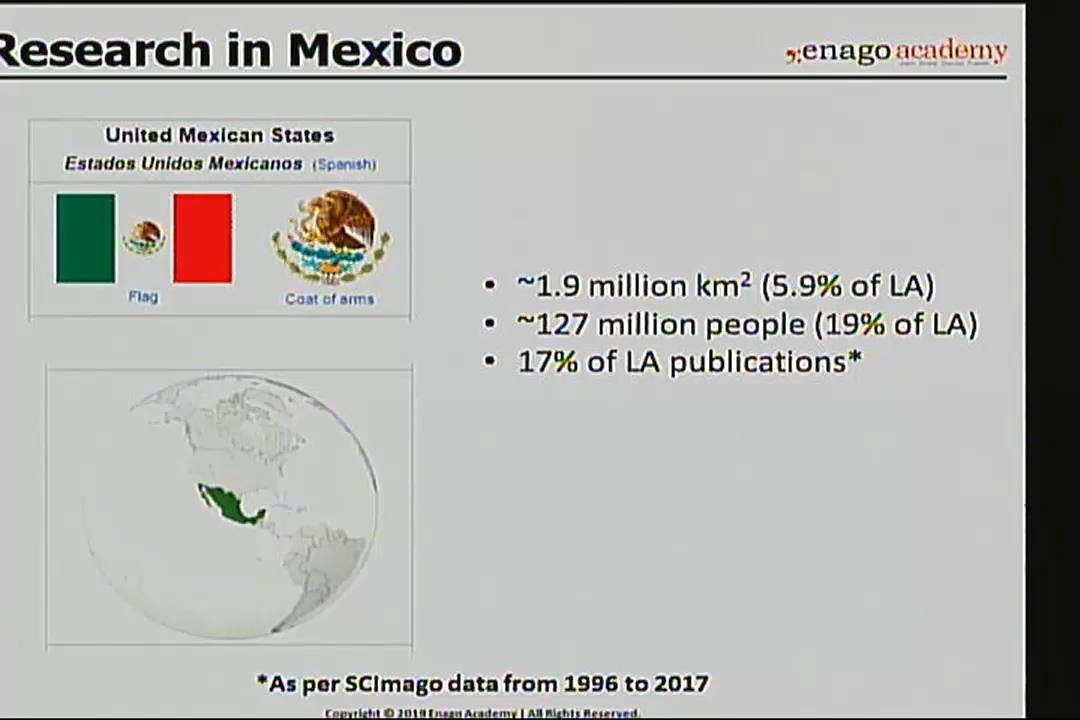 Research in Mexico
enago academy
United Mexican States
Estados Unidos Mexicanos (Spanish)
Flag
Coat of arms
• ~1.9 million km² (5.9% of LA)
• ~127 million people (19% of LA)
• 17% of LA publications*
*As per SCImago data from 1996 to 2017
Copyright © 2019 Enago Academy | All Rights Reserved.